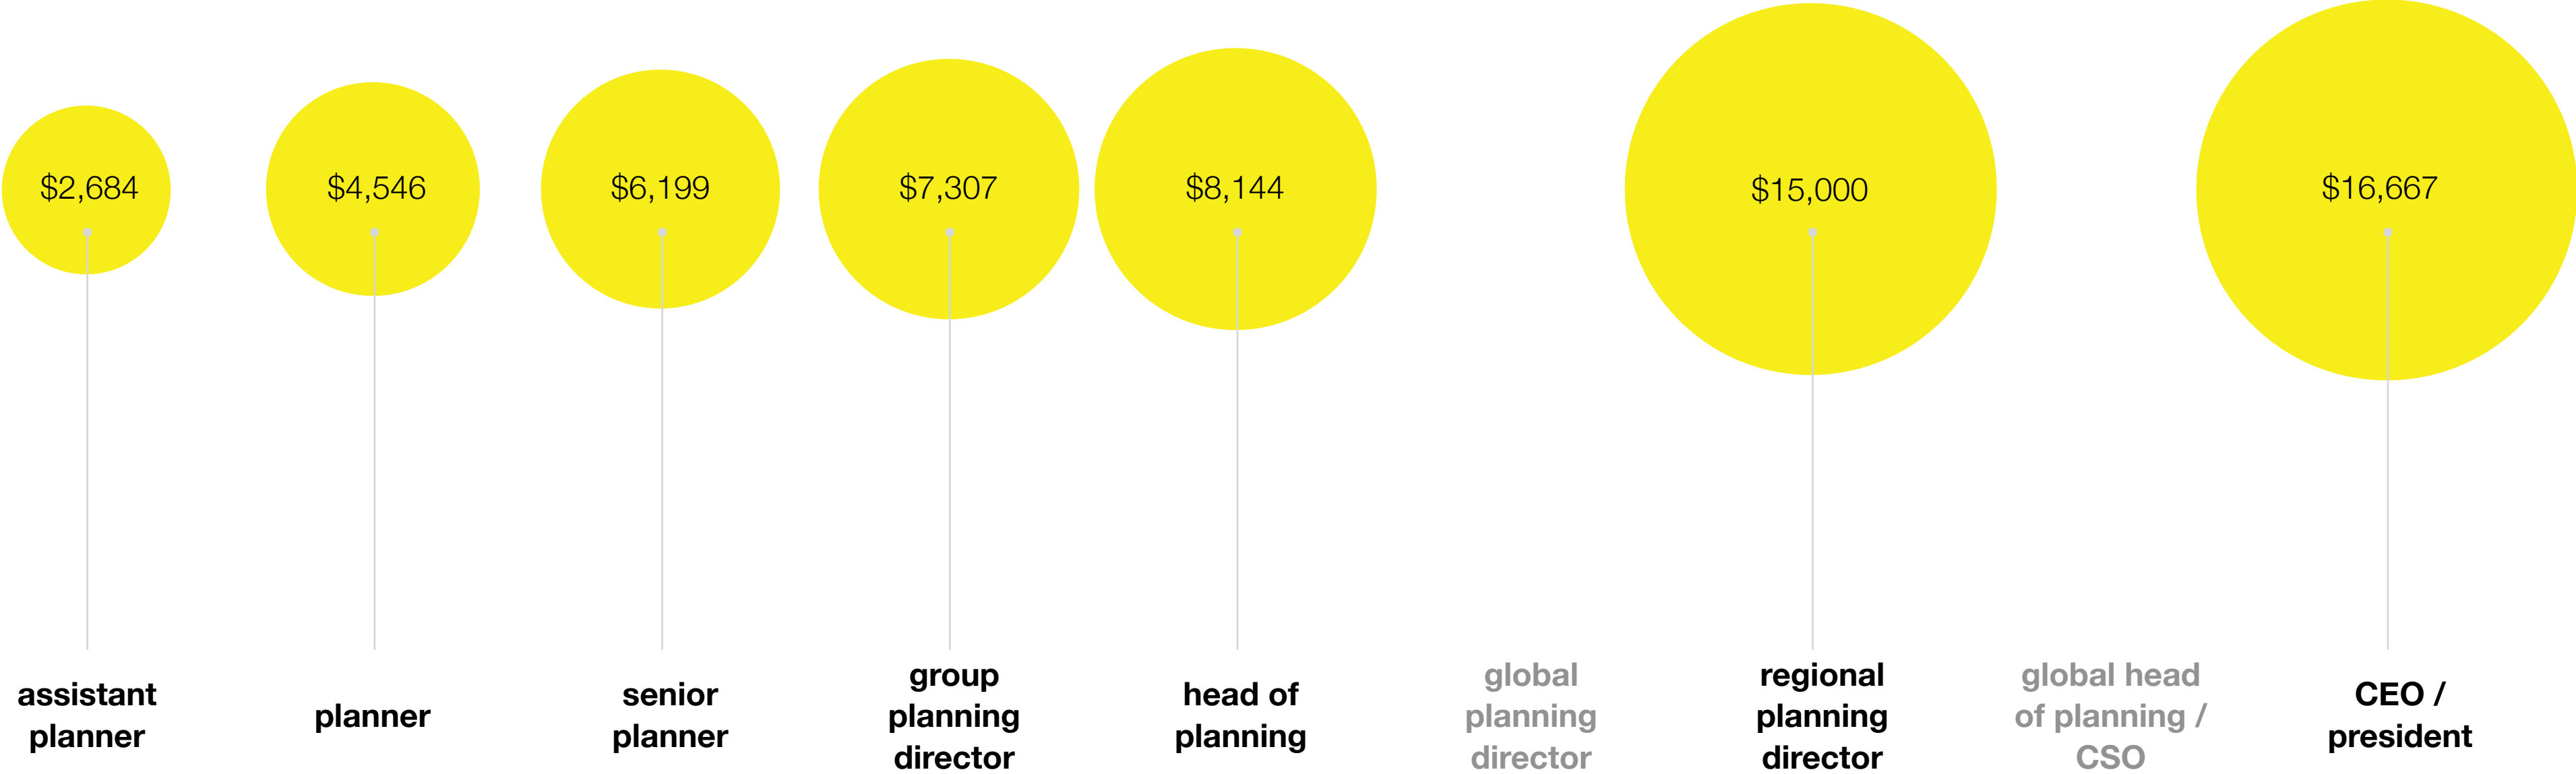 $2,684
$4,546
$6,199
$7,307
$8,144
$15,000
$16,667
assistant
planner
planner
senior
planner
group
planning
director
head of
planning
global
planning
director
regional
planning
director
global head
of planning /
CSO
CEO /
president